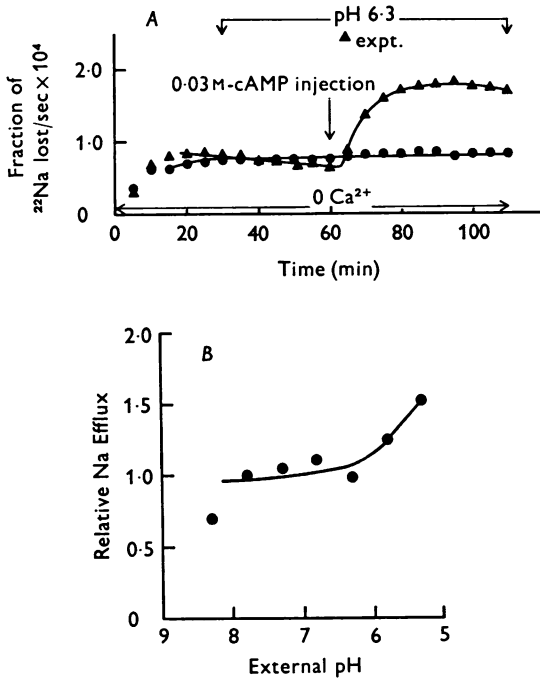 A
pH 6·3
▲ expt.
0·03 M-cAMP injection
0 Ca²⁺
Fraction of
²²Na lost/sec × 10⁴
2·0
1·0
0
0 20 40 60 80 100
Time (min)
B
Relative Na Efflux
2·0
1·5
1·0
0·5
0
9 8 7 6 5
External pH